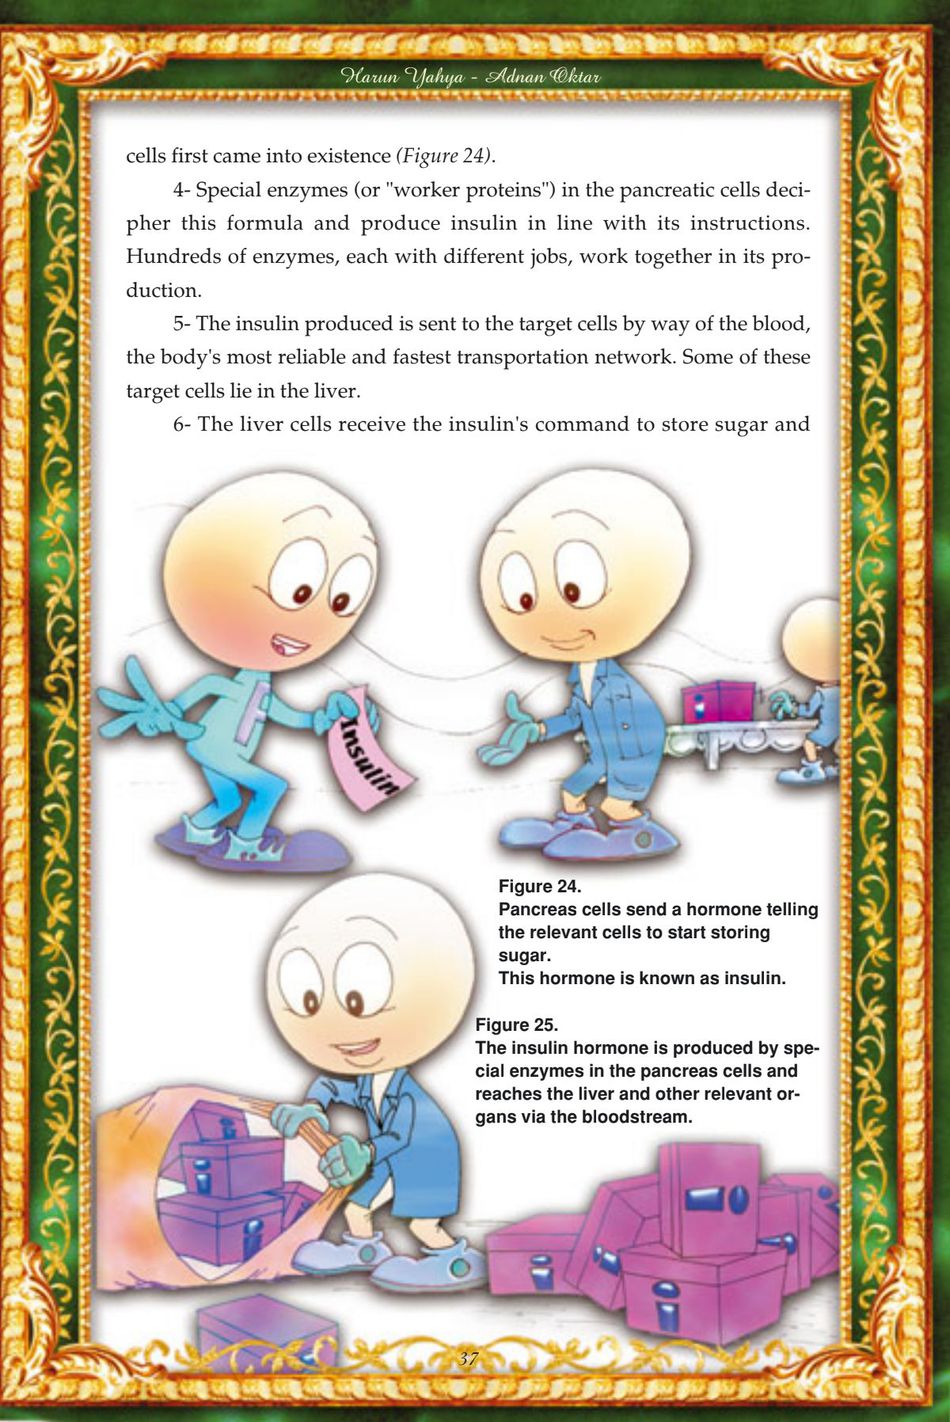 Harun Yahya - Adnan Oktar
cells first came into existence (Figure 24).
4- Special enzymes (or "worker proteins") in the pancreatic cells deci-
pher this formula and produce insulin in line with its instructions.
Hundreds of enzymes, each with different jobs, work together in its pro-
duction.
5- The insulin produced is sent to the target cells by way of the blood,
the body's most reliable and fastest transportation network. Some of these
target cells lie in the liver.
6- The liver cells receive the insulin's command to store sugar and
Insulin
Figure 24.
Pancreas cells send a hormone telling
the relevant cells to start storing
sugar.
This hormone is known as insulin.
Figure 25.
The insulin hormone is produced by spe-
cial enzymes in the pancreas cells and
reaches the liver and other relevant or-
gans via the bloodstream.
37